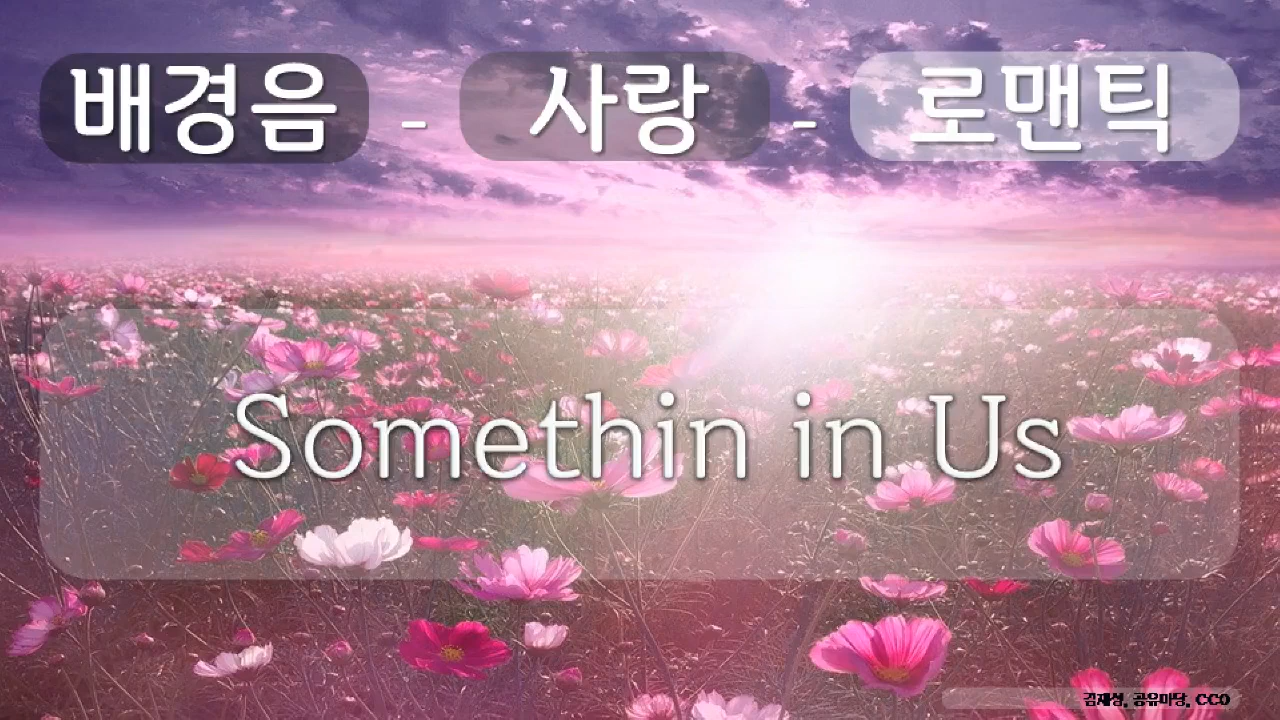 배경음 - 사랑 - 로맨틱
Somethin in Us
김재성, 공유마당, CC0